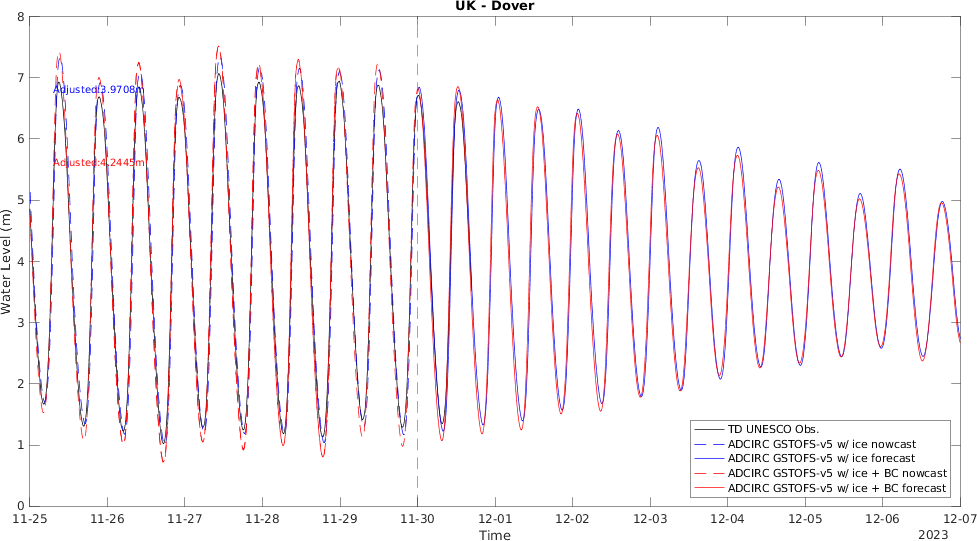 UK - Dover
8
7
6
5
4
3
2
1
0
Water Level (m)
Adjusted:3.9708m
Adjusted:4.2445m
TD UNESCO Obs.
ADCIRC GSTOFS-v5 w/ ice nowcast
ADCIRC GSTOFS-v5 w/ ice forecast
ADCIRC GSTOFS-v5 w/ ice + BC nowcast
ADCIRC GSTOFS-v5 w/ ice + BC forecast
11-25 11-26 11-27 11-28 11-29 11-30 12-01 12-02 12-03 12-04 12-05 12-06 12-07
Time
2023